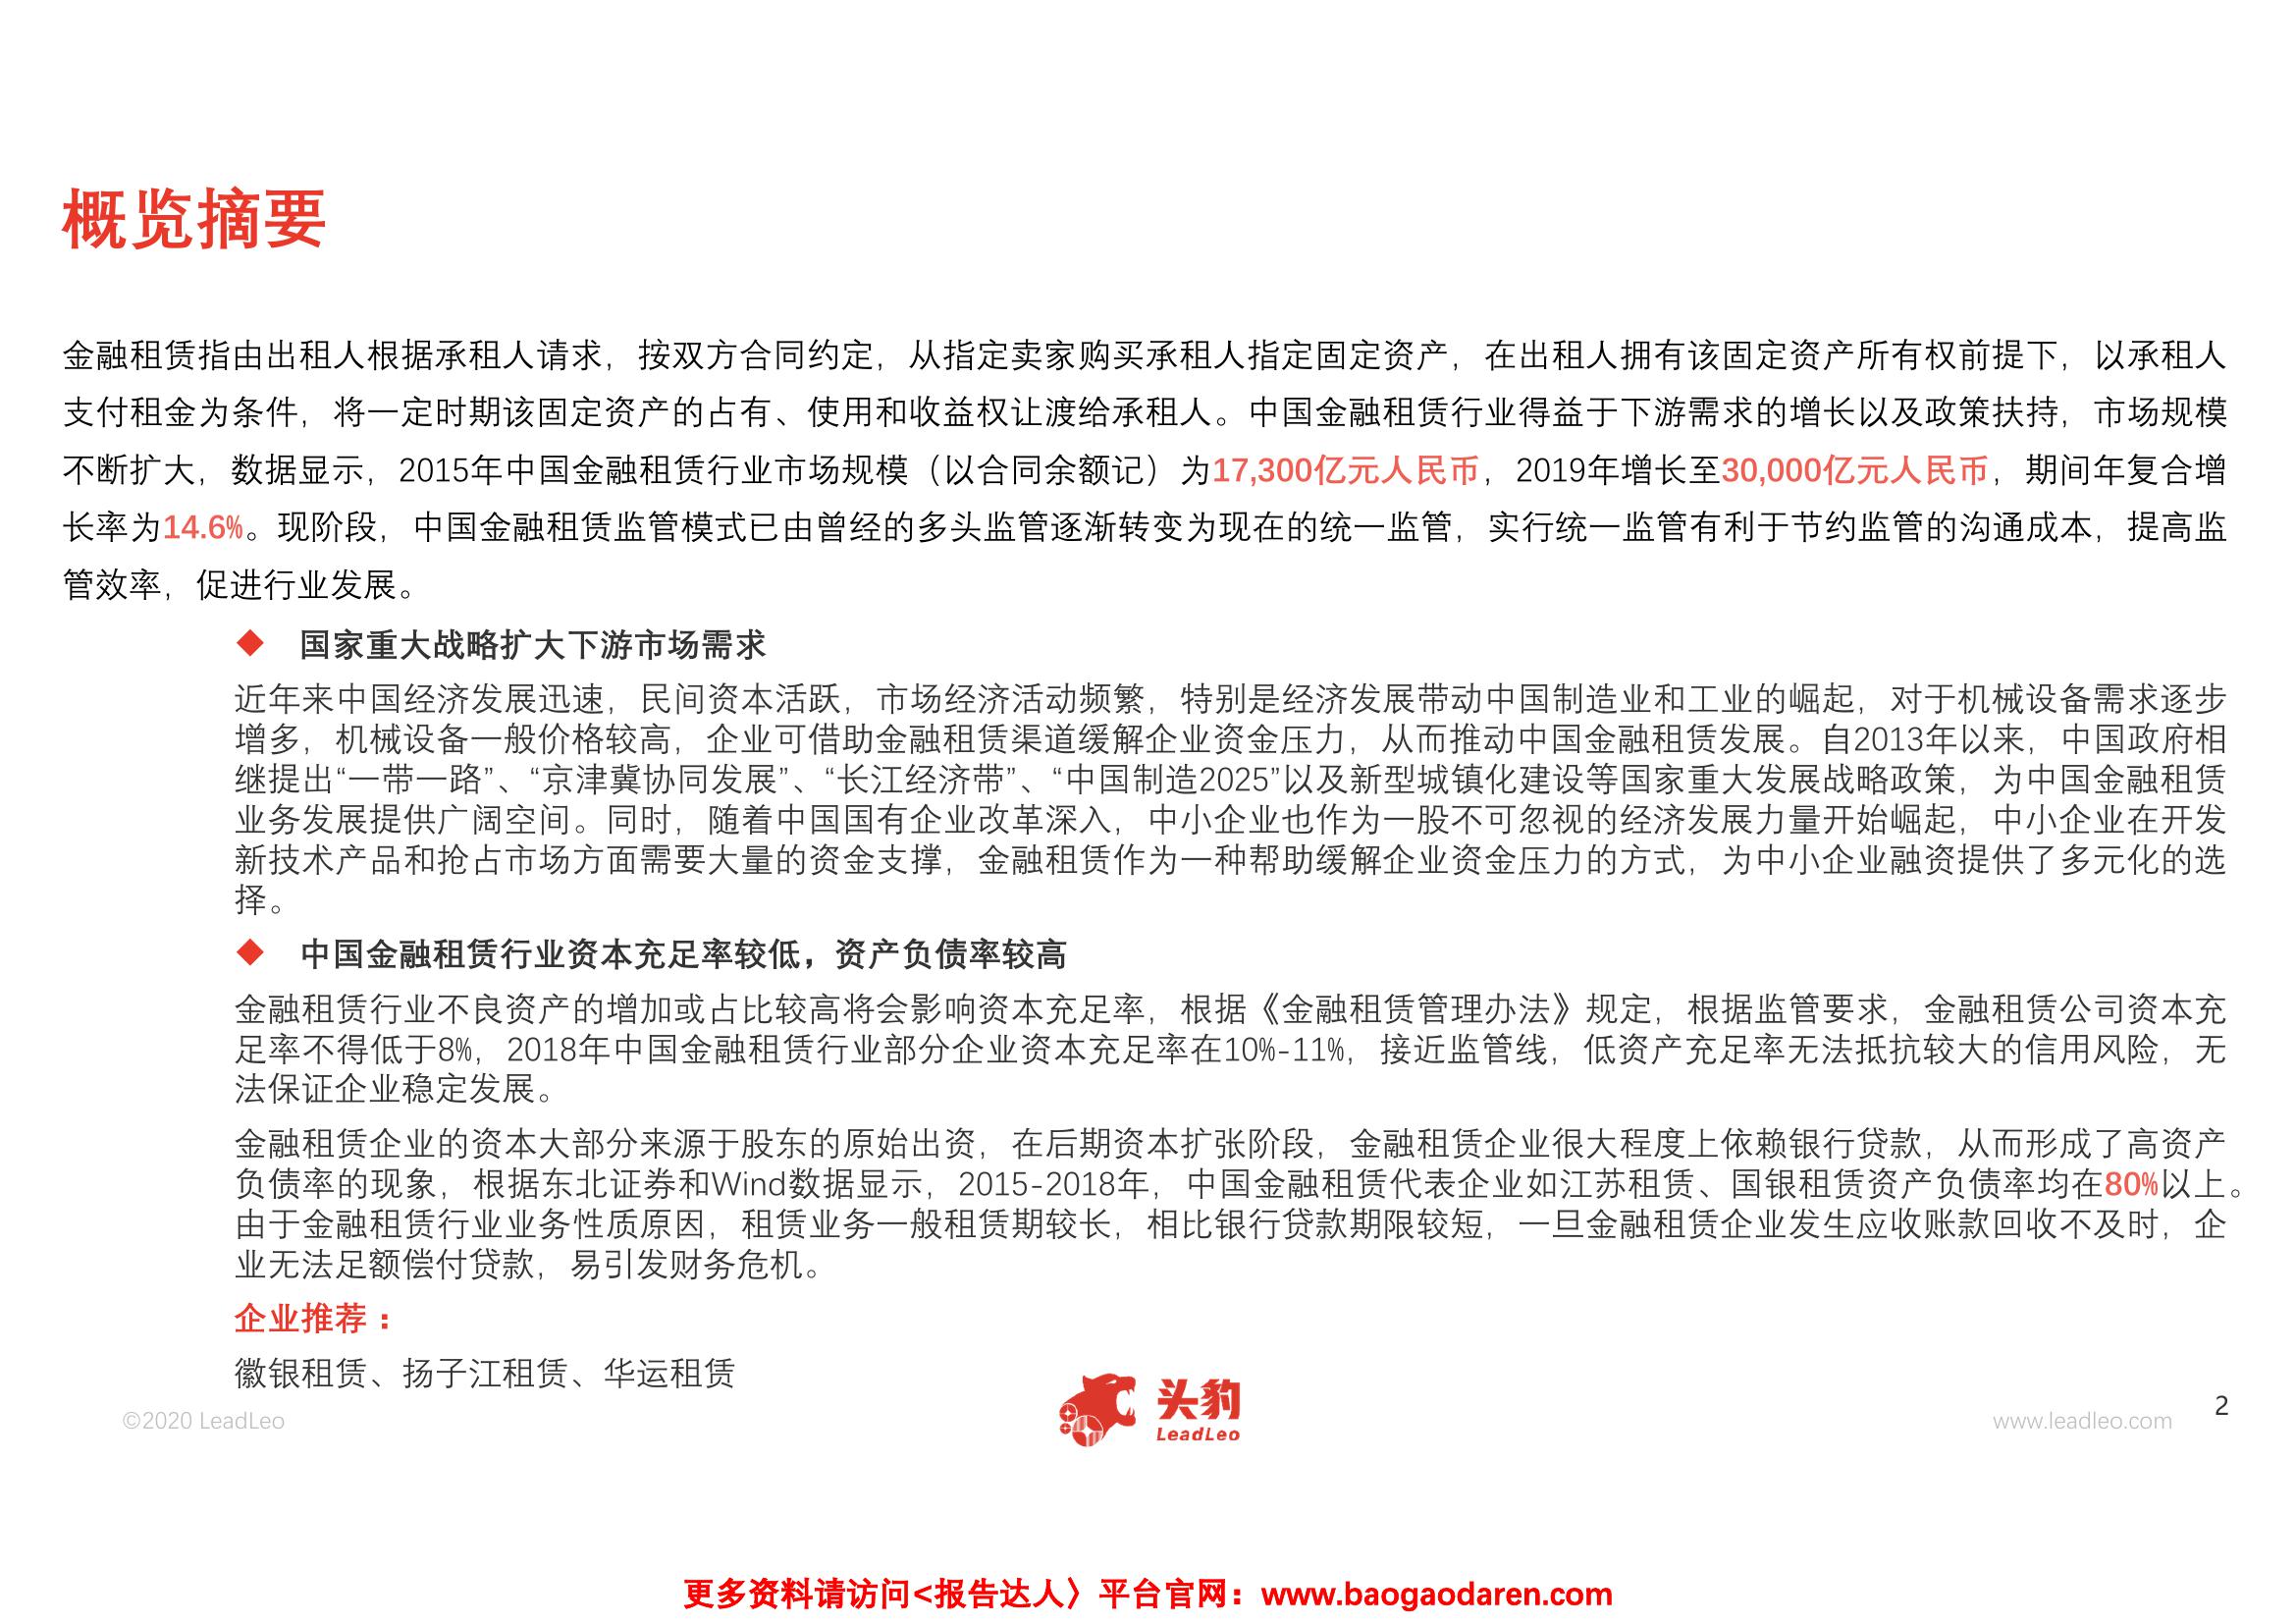 概览摘要
金融租赁指由出租人根据承租人请求，按双方合同约定，从指定卖家购买承租人指定固定资产，在出租人拥有该固定资产所有权前提下，以承租人
支付租金为条件，将一定时期该固定资产的占有、使用和收益权让渡给承租人。中国金融租赁行业得益于下游需求的增长以及政策扶持，市场规模
不断扩大，数据显示，2015年中国金融租赁行业市场规模（以合同余额记）为17,300亿元人民币，2019年增长至30,000亿元人民币，期间年复合增
长率为14.6%。现阶段，中国金融租赁监管模式已由曾经的多头监管逐渐转变为现在的统一监管，实行统一监管有利于节约监管的沟通成本，提高监
管效率，促进行业发展。
◆ 国家重大战略扩大下游市场需求
近年来中国经济发展迅速，民间资本活跃，市场经济活动频繁，特别是经济发展带动中国制造业和工业的崛起，对于机械设备需求逐步
增多，机械设备一般价格较高，企业可借助金融租赁渠道缓解企业资金压力，从而推动中国金融租赁发展。自2013年以来，中国政府相
继提出“一带一路”、“京津冀协同发展”、“长江经济带”、“中国制造2025”以及新型城镇化建设等国家重大发展战略政策，为中国金融租赁
业务发展提供广阔空间。同时，随着中国国有企业改革深入，中小企业也作为一股不可忽视的经济发展力量开始崛起，中小企业在开发
新技术产品和抢占市场方面需要大量的资金支撑，金融租赁作为一种帮助缓解企业资金压力的方式，为中小企业融资提供了多元化的选
择。
◆ 中国金融租赁行业资本充足率较低，资产负债率较高
金融租赁行业不良资产的增加或占比较高将会影响资本充足率，根据《金融租赁管理办法》规定，根据监管要求，金融租赁公司资本充
足率不得低于8%，2018年中国金融租赁行业部分企业资本充足率在10%-11%，接近监管线，低资产充足率无法抵抗较大的信用风险，无
法保证企业稳定发展。
金融租赁企业的资本大部分来源于股东的原始出资，在后期资本扩张阶段，金融租赁企业很大程度上依赖银行贷款，从而形成了高资产
负债率的现象，根据东北证券和Wind数据显示，2015-2018年，中国金融租赁代表企业如江苏租赁、国银租赁资产负债率均在80%以上。
由于金融租赁行业业务性质原因，租赁业务一般租赁期较长，相比银行贷款期限较短，一旦金融租赁企业发生应收账款回收不及时，企
业无法足额偿付贷款，易引发财务危机。
企业推荐：
徽银租赁、扬子江租赁、华运租赁
©2020 LeadLeo
头豹
LeadLeo
www.leadleo.com
2
更多资料请访问<报告达人〉平台官网：www.baogaodaren.com